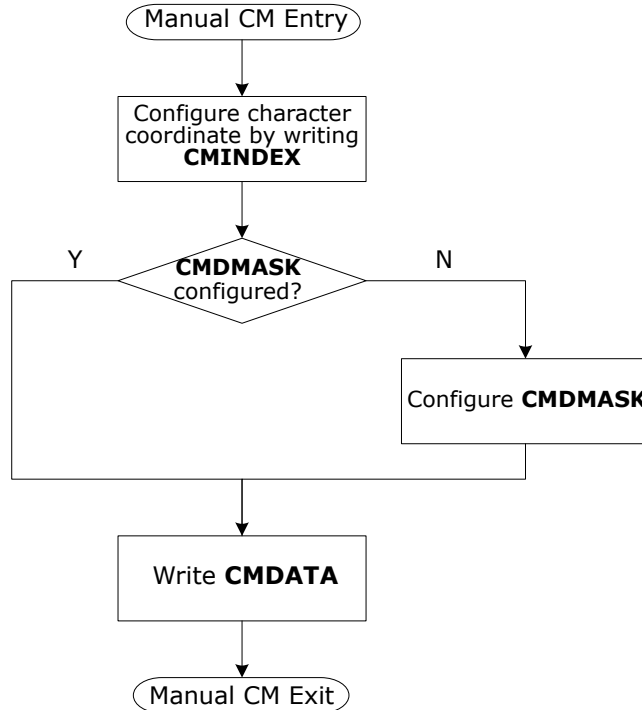 Manual CM Entry
Configure character
coordinate by writing
CMINDEX
Y
CMDMASK
configured?
N
Configure CMDMASK
Write CMDATA
Manual CM Exit